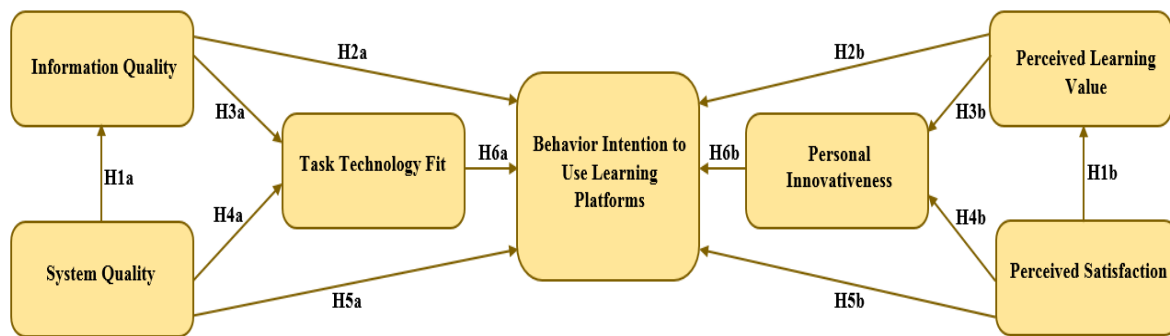 Information Quality
H2a
H3a
H1a
Task Technology Fit
H6a
H4a
System Quality
H5a
Behavior Intention to
Use Learning
Platforms
H2b
Perceived Learning
Value
H3b
H6b
Personal
Innovativeness
H1b
H4b
Perceived Satisfaction
H5b